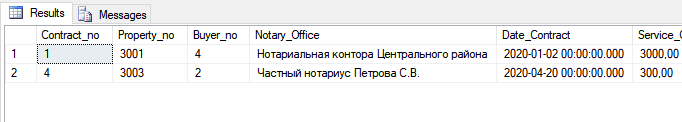 Results Messages
Contract_no Property_no Buyer_no Notary_Office Date_Contract Service_
1 1 3001 4 Нотариальная контора Центрального района 2020-01-02 00:00:00.000 3000,00
2 4 3003 2 Частный нотариус Петрова С.В. 2020-04-20 00:00:00.000 300,00